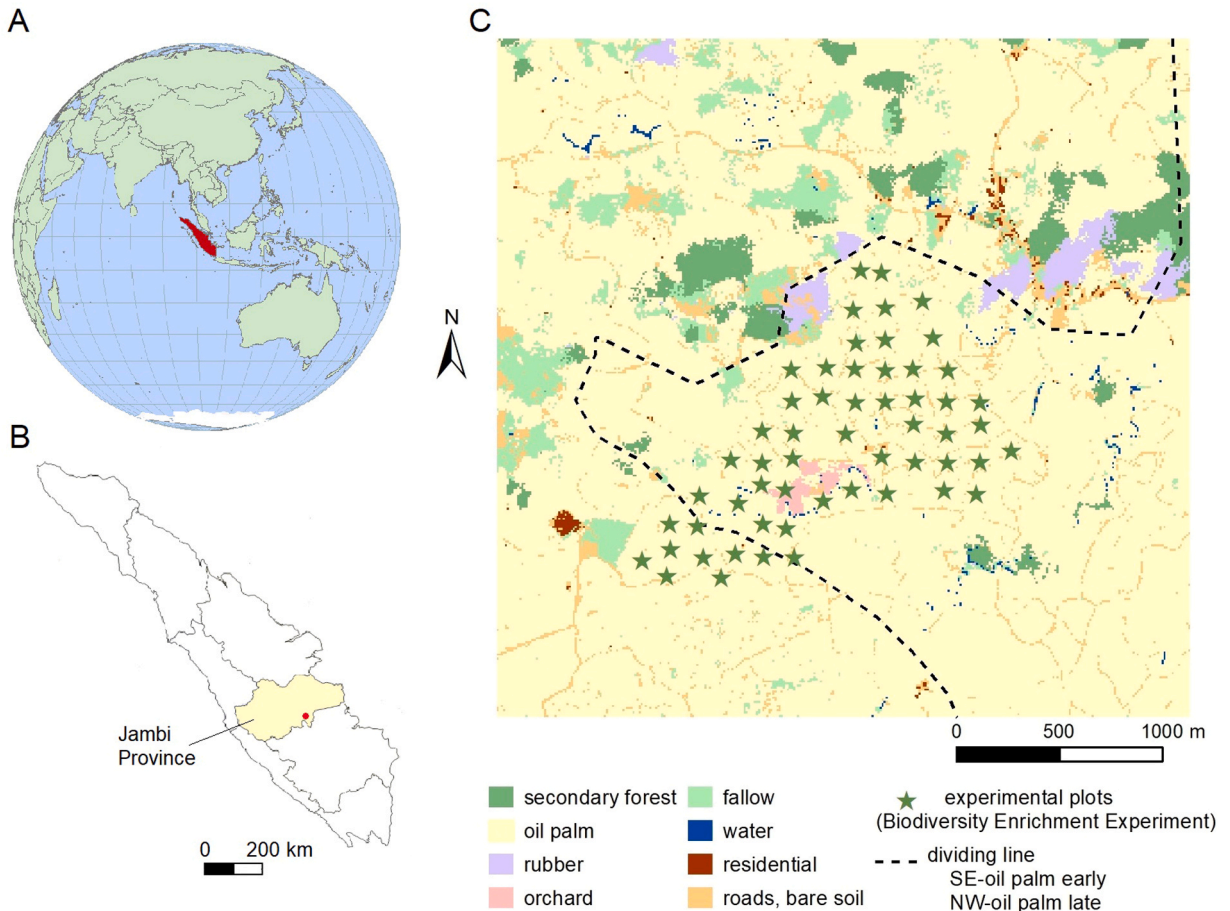 A
C
N
B
Jambi
Province
0 200 km
0 500 1000 m
secondary forest
oil palm
rubber
orchard
fallow
water
residential
roads, bare soil
experimental plots
(Biodiversity Enrichment Experiment)
dividing line
SE-oil palm early
NW-oil palm late